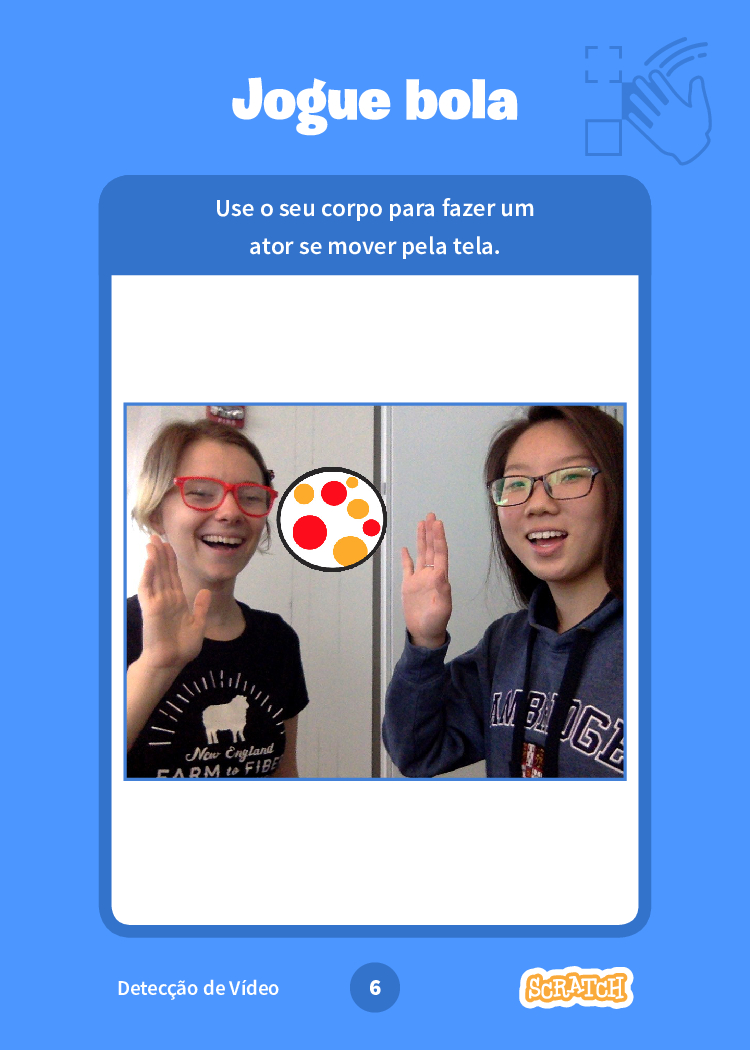 Jogue bola
Use o seu corpo para fazer um
ator se mover pela tela.
New England
FARM to FIBE
AMBRIDGE
Detecção de Vídeo
6
SCRATCH